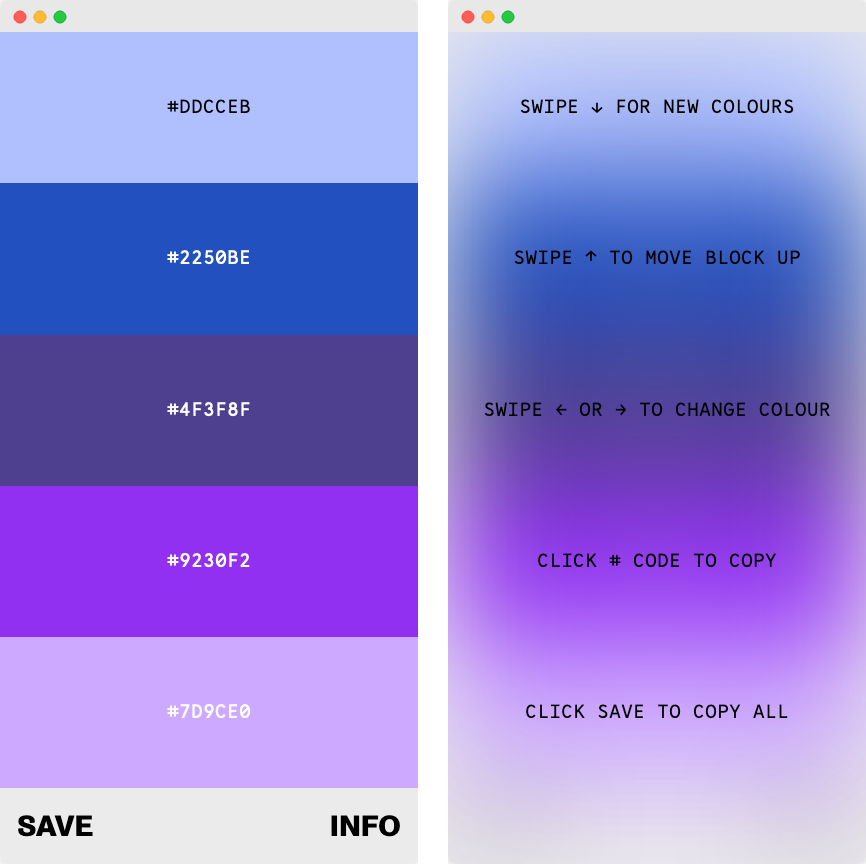 #DDCCEB
#2250BE
#4F3F8F
#9230F2
#7D9CE0
SAVE
INFO
SWIPE ↓ FOR NEW COLOURS
SWIPE ↑ TO MOVE BLOCK UP
SWIPE ← OR → TO CHANGE COLOUR
CLICK # CODE TO COPY
CLICK SAVE TO COPY ALL